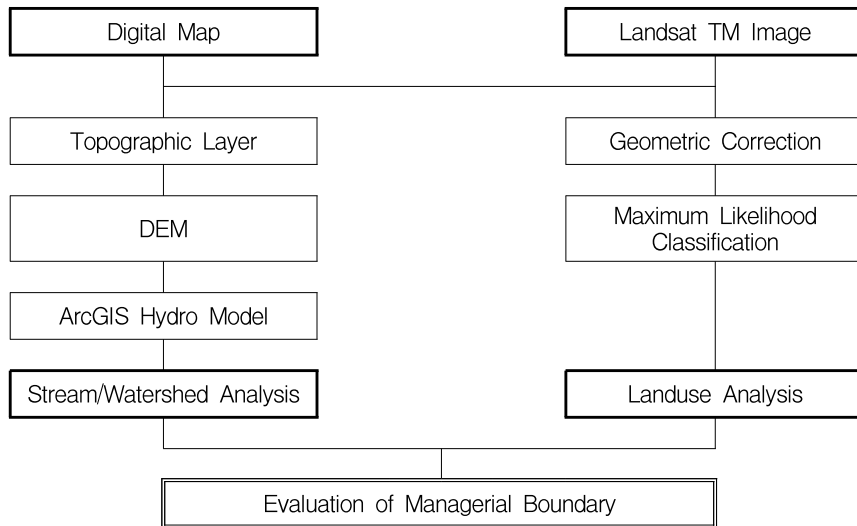 Digital Map
Landsat TM Image
Topographic Layer
Geometric Correction
DEM
Maximum Likelihood
Classification
ArcGIS Hydro Model
Stream/Watershed Analysis
Landuse Analysis
Evaluation of Managerial Boundary